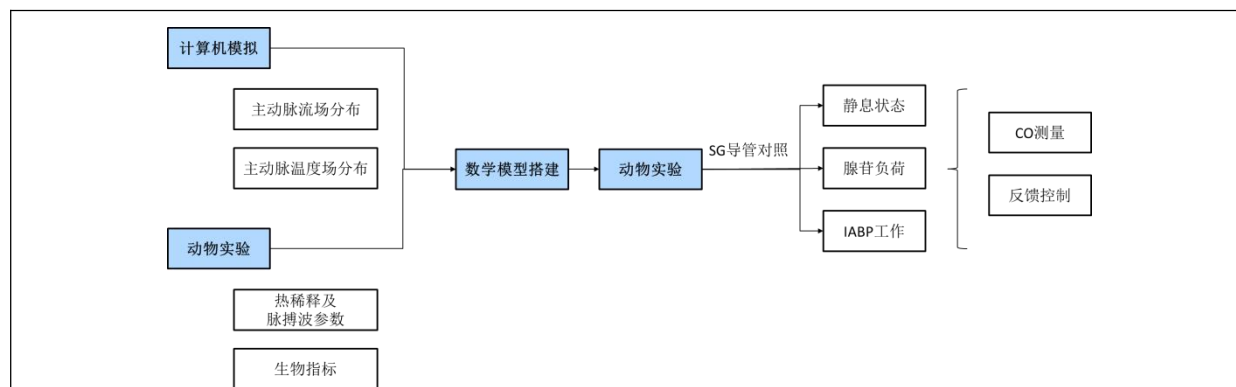 计算机模拟
主动脉流场分布
主动脉温度场分布
动物实验
热稀释及
脉搏波参数
生物指标
数学模型搭建
动物实验
SG导管对照
静息状态
腺苷负荷
IABP工作
CO测量
反馈控制